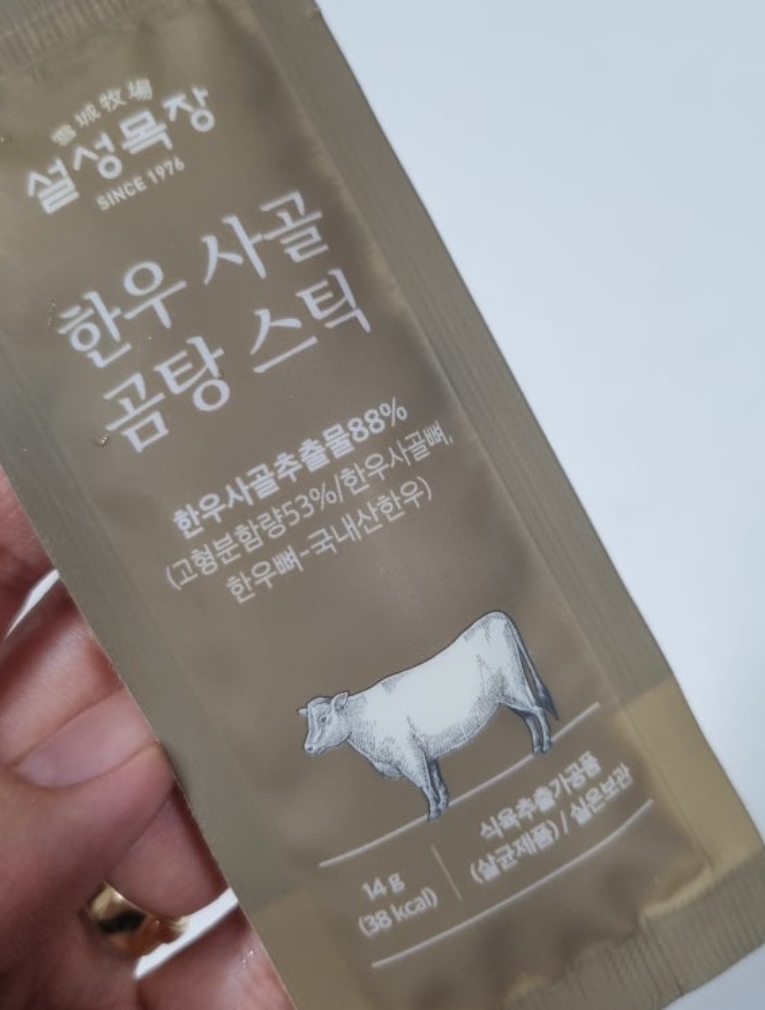 雪城牧場
설성목장
SINCE 1976
한우 사골
곰탕 스틱
한우사골추출물88%
(고형분함량53%/한우사골뼈,
한우뼈-국내산한우)
14 g
(38 kcal)
식육추출가공품
(살균제품) / 실온보관